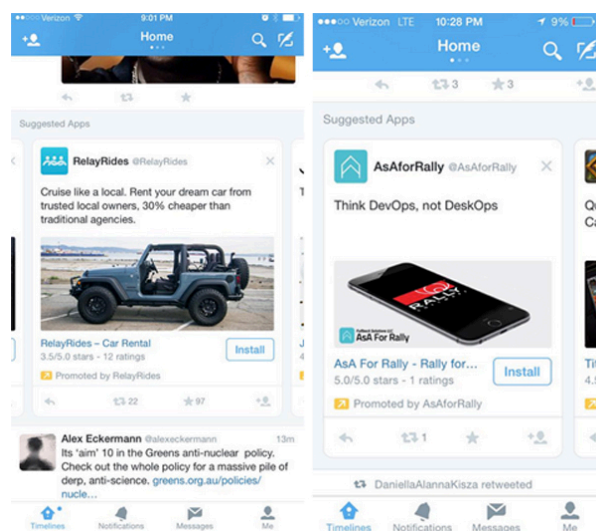 Verizon
9:01 PM
Home
Suggested Apps
RelayRides @RelayRides
Cruise like a local. Rent your dream car from
trusted local owners, 30% cheaper than
traditional agencies.
RelayRides – Car Rental
3.5/5.0 stars - 12 ratings
Install
Promoted by RelayRides
22
97
Alex Eckermann @alexeckermann
13m
Its 'aim' 10 in the Greens anti-nuclear policy.
Check out the whole policy for a massive pile of
derp, anti-science. greens.org.au/policies/
nucle...
Timelines
Notifications
Messages
Me
Verizon LTE
10:28 PM
9%
Home
3
3
Suggested Apps
AsAforRally @AsAforRally
Think DevOps, not DeskOps
RALLY
AsA For Rally
AsA For Rally - Rally for...
5.0/5.0 stars - 1 ratings
Install
Promoted by AsAforRally
1
DaniellaAlannaKisza retweeted
Timelines
Notifications
Messages
Me